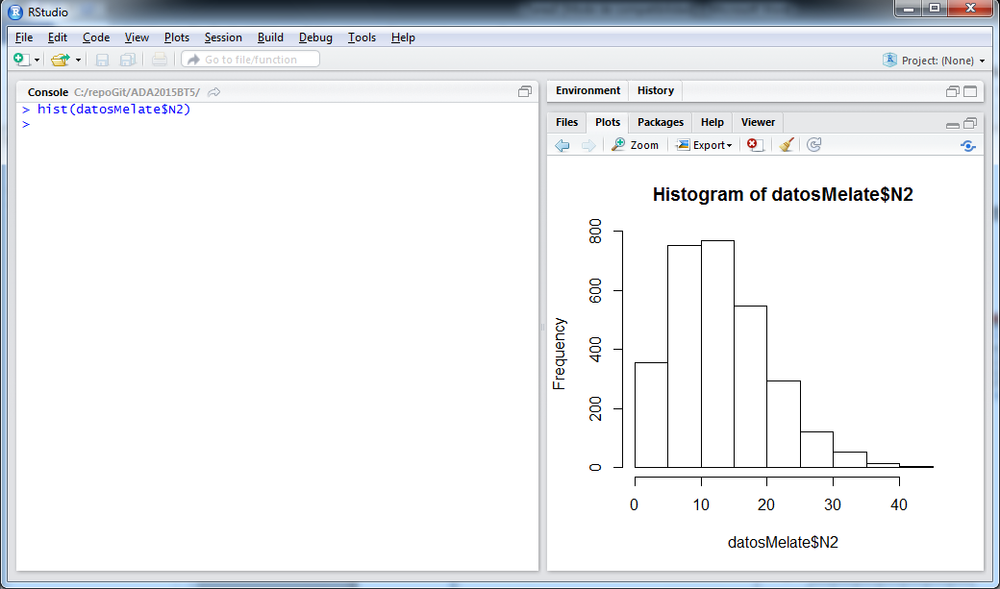 RStudio
File Edit Code View Plots Session Build Debug Tools Help
Go to file/function
Project: (None)
Console C:/repoGit/ADA2015BT5/
> hist(datosMelate$N2)
>
Environment History
Files Plots Packages Help Viewer
Zoom Export
Histogram of datosMelate$N2
800
600
400
200
0
Frequency
0 10 20 30 40
datosMelate$N2